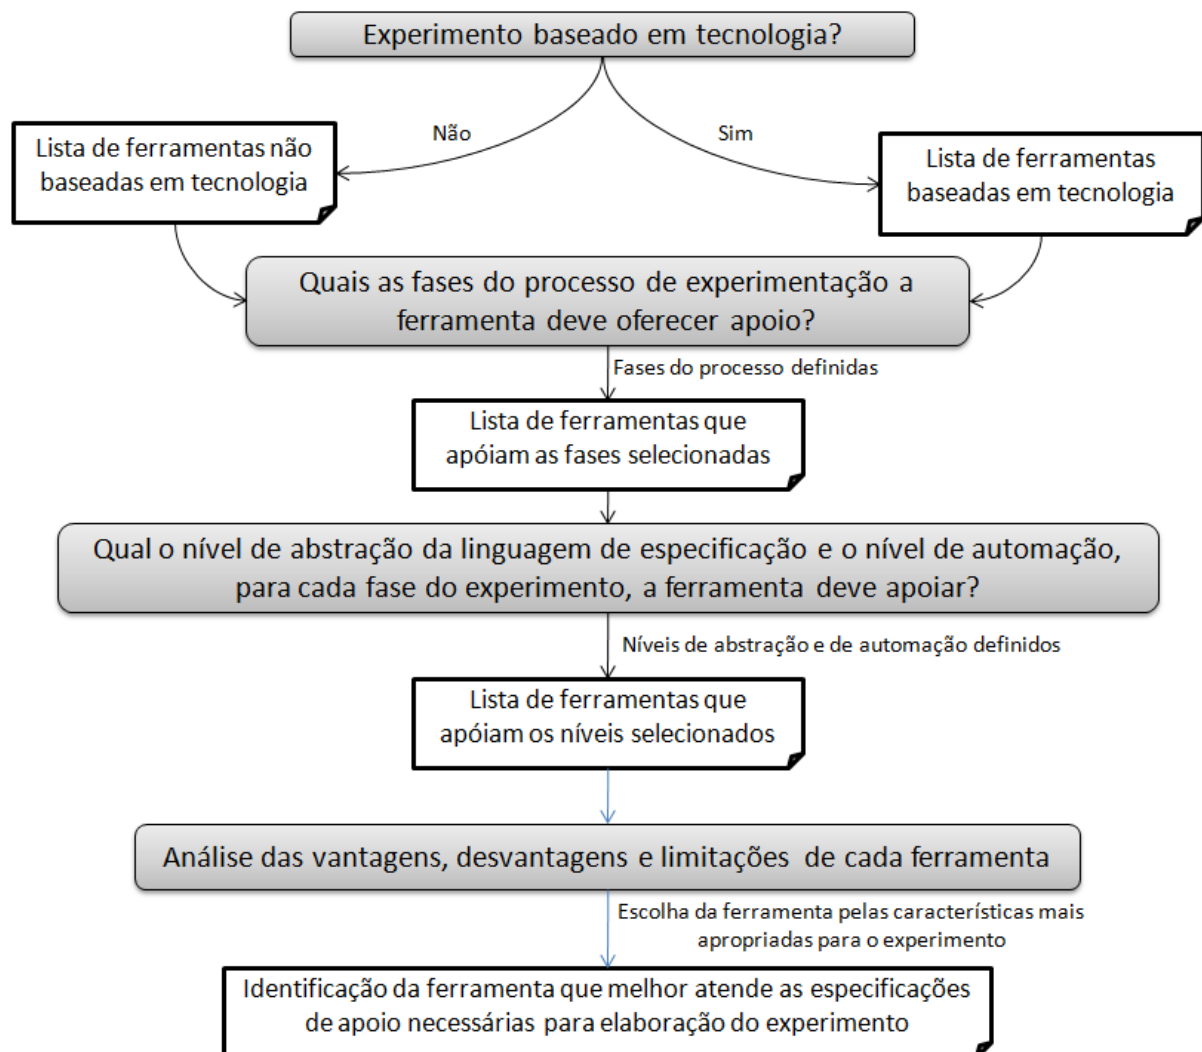 Experimento baseado em tecnologia?
Não
Sim
Lista de ferramentas não
baseadas em tecnologia
Lista de ferramentas
baseadas em tecnologia
Quais as fases do processo de experimentação a
ferramenta deve oferecer apoio?
Fases do processo definidas
Lista de ferramentas que
apóiam as fases selecionadas
Qual o nível de abstração da linguagem de especificação e o nível de automação,
para cada fase do experimento, a ferramenta deve apoiar?
Níveis de abstração e de automação definidos
Lista de ferramentas que
apóiam os níveis selecionados
Análise das vantagens, desvantagens e limitações de cada ferramenta
Escolha da ferramenta pelas características mais
apropriadas para o experimento
Identificação da ferramenta que melhor atende as especificações
de apoio necessárias para elaboração do experimento